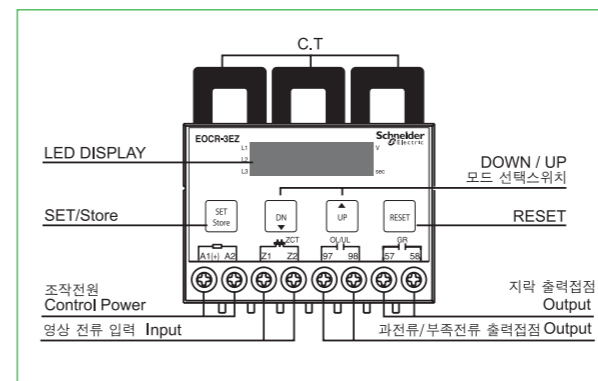 C.T
EOCR-3EZ
Schneider
Electric
L1
V
L2
L3
sec
LED DISPLAY
DOWN / UP
모드 선택스위치
SET/Store
SET
Store
DN
UP
RESET
RESET
ZCT
OL/UL
GR
A1(+) A2 Z1 Z2 97 98 57 58
조작전원
Control Power
지락 출력접점
Output
영상 전류 입력 Input
과전류/부족전류 출력접점 Output